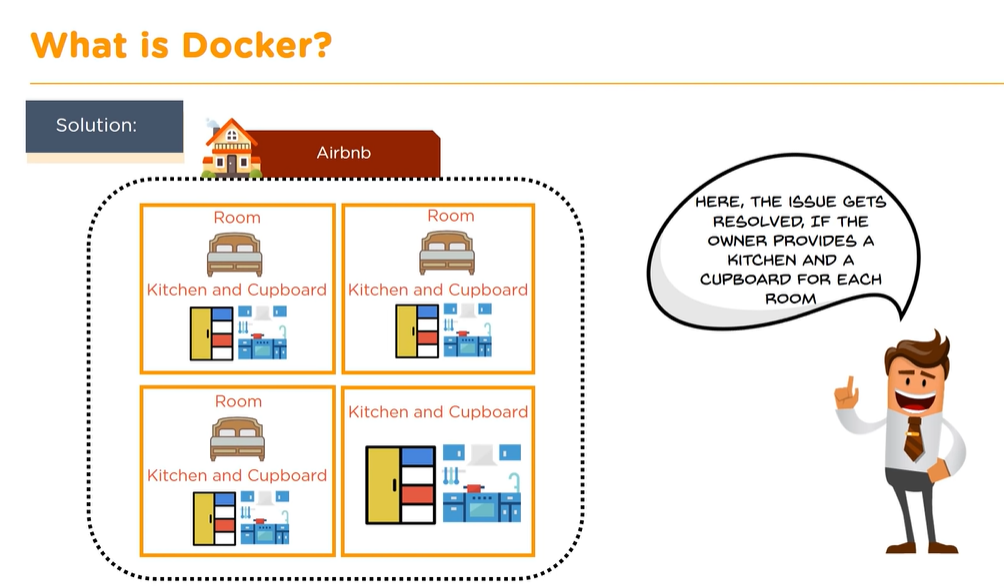 What is Docker?
Solution:
Airbnb
Room
Kitchen and Cupboard
Room
Kitchen and Cupboard
Room
Kitchen and Cupboard
Kitchen and Cupboard
HERE, THE ISSUE GETS
RESOLVED, IF THE
OWNER PROVIDES A
KITCHEN AND A
CUPBOARD FOR EACH
ROOM